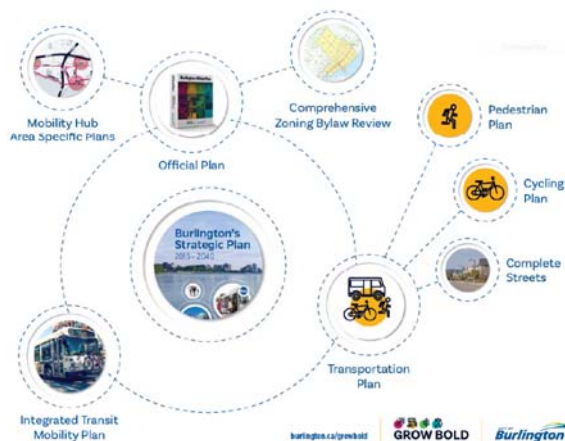 Mobility Hub
Area Specific Plans
Official Plan
Comprehensive
Zoning Bylaw Review
Pedestrian
Plan
Cycling
Plan
Complete
Streets
Burlington's
Strategic Plan
2015-2040
Transportation
Plan
Integrated Transit
Mobility Plan
burlington.ca/growbold
GROW BOLD
Burlington